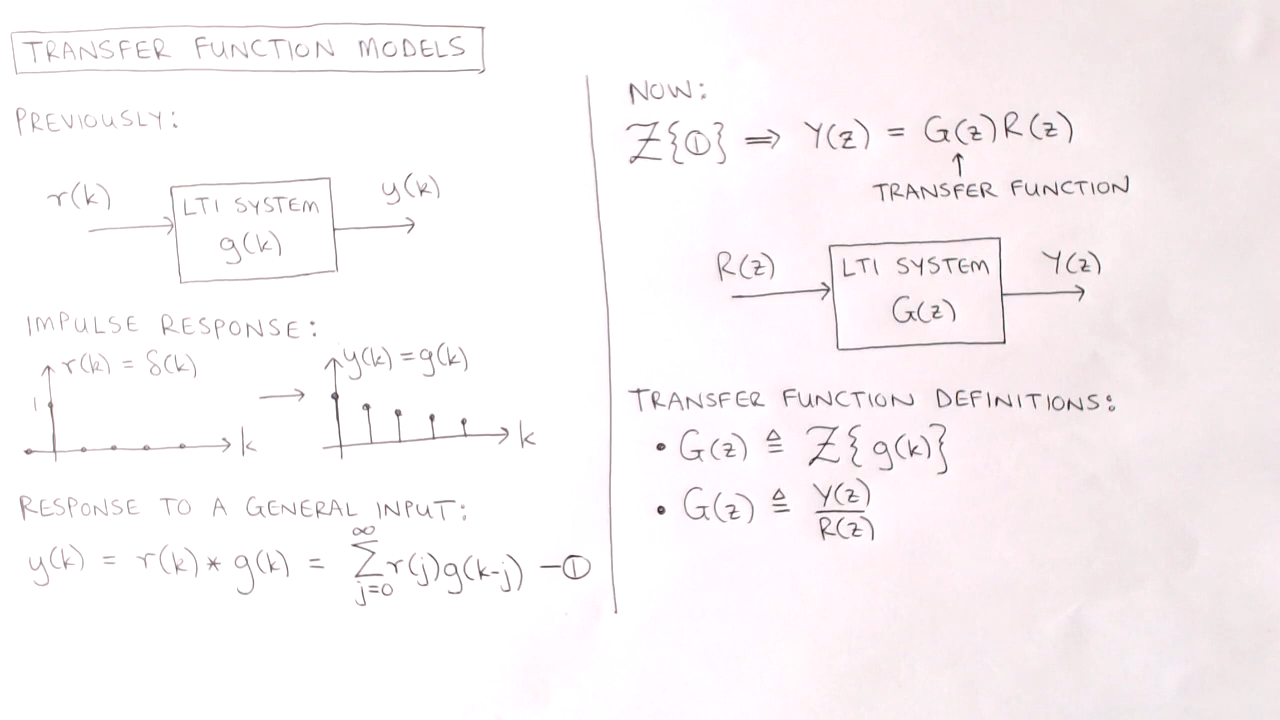 TRANSFER FUNCTION MODELS
PREVIOUSLY:
r(k)
LTI SYSTEM
g(k)
y(k)
IMPULSE RESPONSE:
r(k) = δ(k)
1
k
y(k) = g(k)
k
RESPONSE TO A GENERAL INPUT:
y(k) = r(k) * g(k) = ∞ Σ j=0 r(j)g(k-j) – ①
NOW:
Z{①} ⇒ Y(z) = G(z)R(z)
↑
TRANSFER FUNCTION
R(z)
LTI SYSTEM
G(z)
Y(z)
TRANSFER FUNCTION DEFINITIONS:
• G(z) ≜ Z{g(k)}
• G(z) ≜ Y(z)/R(z)